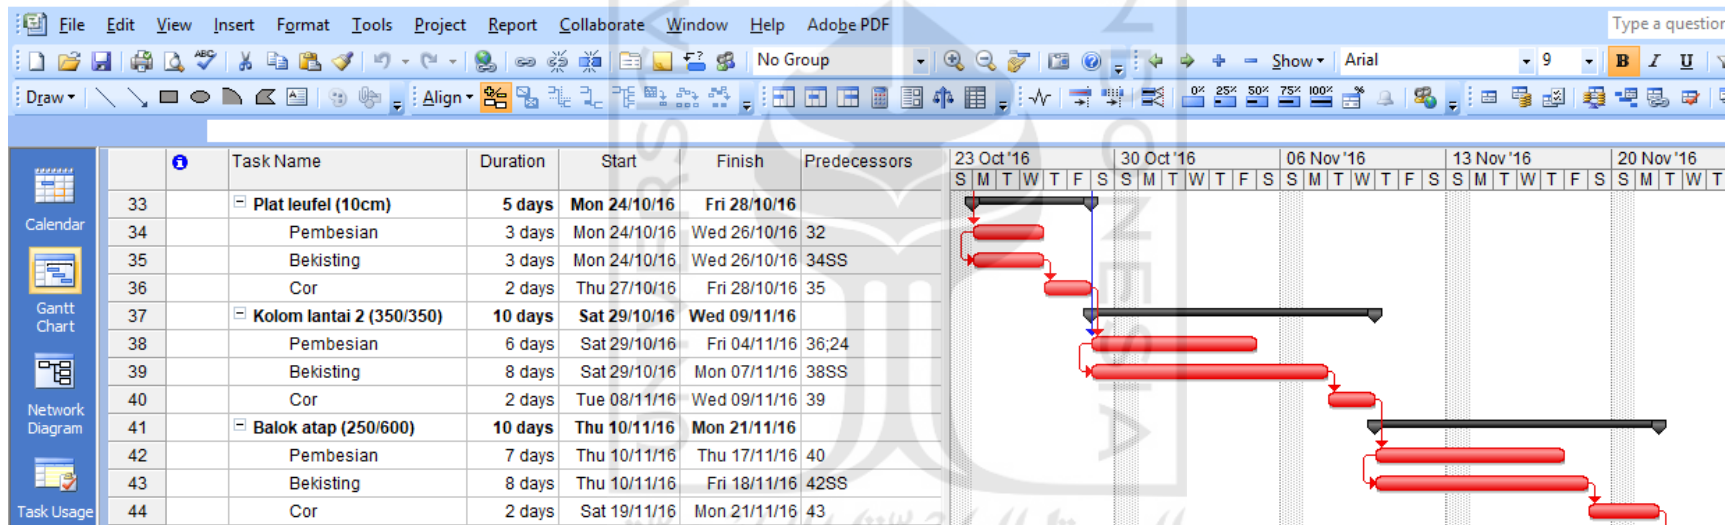 File Edit View Insert Format Tools Project Report Collaborate Window Help Adobe PDF Type a question
No Group Show Arial 9 B I U
Draw Align 0% 25% 50% 75% 100%
Task Name Duration Start Finish Predecessors 23 Oct '16 30 Oct '16 06 Nov '16 13 Nov '16 20 Nov '16
S M T W T F S S M T W T F S S M T W T F S S M T W T F S S M T W T
33 Plat leufel (10cm) 5 days Mon 24/10/16 Fri 28/10/16
34 Pembesian 3 days Mon 24/10/16 Wed 26/10/16 32
35 Bekisting 3 days Mon 24/10/16 Wed 26/10/16 34SS
36 Cor 2 days Thu 27/10/16 Fri 28/10/16 35
37 Kolom lantai 2 (350/350) 10 days Sat 29/10/16 Wed 09/11/16
38 Pembesian 6 days Sat 29/10/16 Fri 04/11/16 36;24
39 Bekisting 8 days Sat 29/10/16 Mon 07/11/16 38SS
40 Cor 2 days Tue 08/11/16 Wed 09/11/16 39
41 Balok atap (250/600) 10 days Thu 10/11/16 Mon 21/11/16
42 Pembesian 7 days Thu 10/11/16 Thu 17/11/16 40
43 Bekisting 8 days Thu 10/11/16 Fri 18/11/16 42SS
44 Cor 2 days Sat 19/11/16 Mon 21/11/16 43
Calendar
Gantt
Chart
Network
Diagram
Task Usage